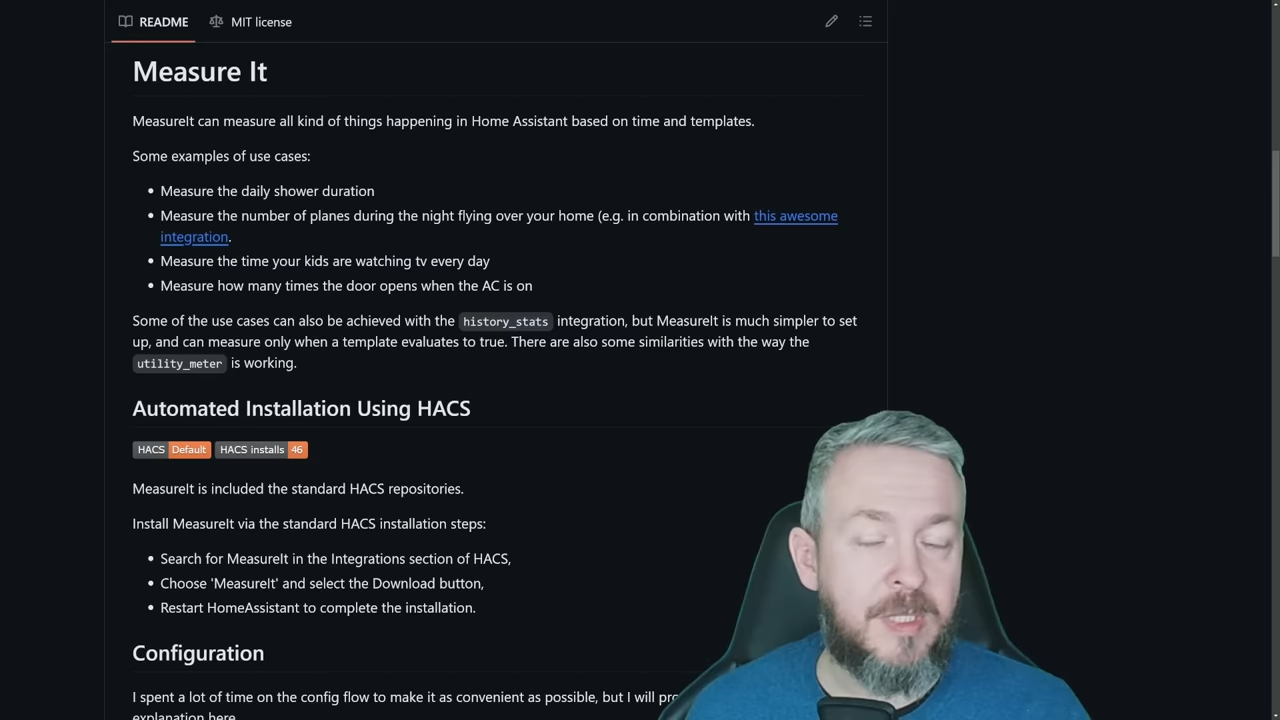 README
MIT license
Measure It
MeasureIt can measure all kind of things happening in Home Assistant based on time and templates.
Some examples of use cases:
• Measure the daily shower duration
• Measure the number of planes during the night flying over your home (e.g. in combination with this awesome
integration.
• Measure the time your kids are watching tv every day
• Measure how many times the door opens when the AC is on
Some of the use cases can also be achieved with the history_stats integration, but MeasureIt is much simpler to set
up, and can measure only when a template evaluates to true. There are also some similarities with the way the
utility_meter is working.
Automated Installation Using HACS
HACS Default HACS installs 46
MeasureIt is included the standard HACS repositories.
Install MeasureIt via the standard HACS installation steps:
• Search for MeasureIt in the Integrations section of HACS,
• Choose 'MeasureIt' and select the Download button,
• Restart HomeAssistant to complete the installation.
Configuration
I spent a lot of time on the config flow to make it as convenient as possible, but I will
explanation here